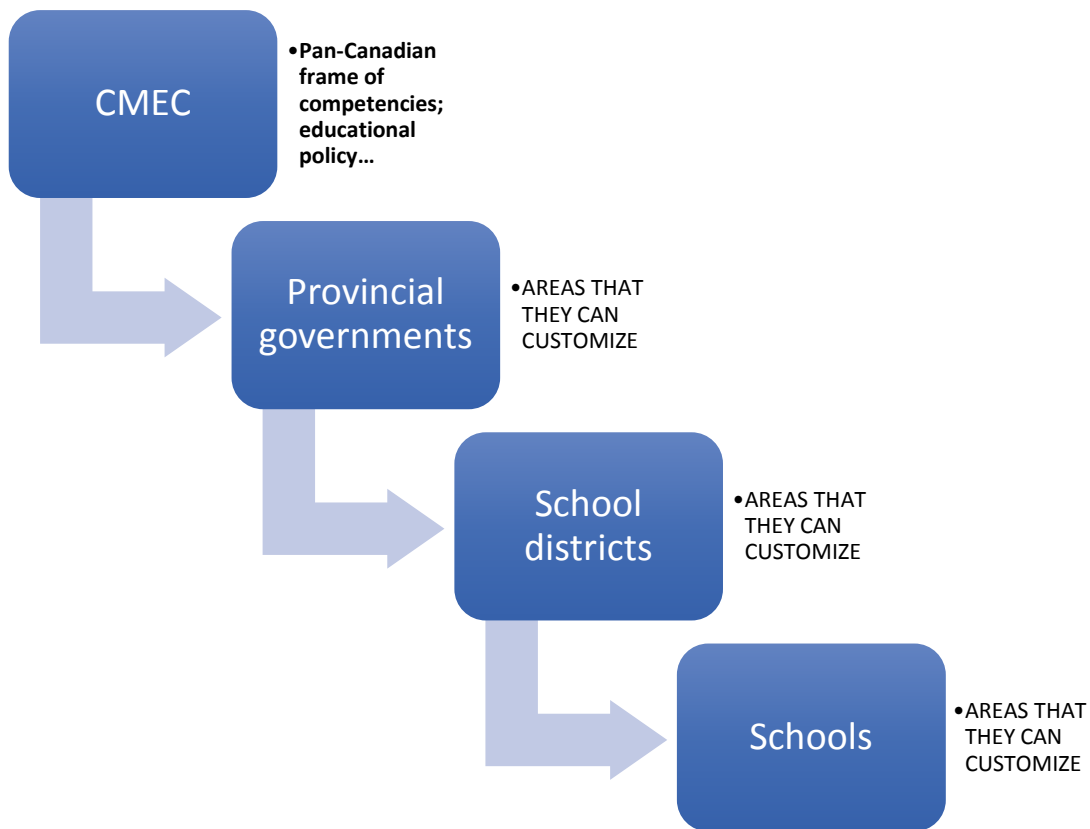 CMEC
•Pan-Canadian
frame of
competencies;
educational
policy…
Provincial
governments
•AREAS THAT
THEY CAN
CUSTOMIZE
School
districts
•AREAS THAT
THEY CAN
CUSTOMIZE
Schools
•AREAS THAT
THEY CAN
CUSTOMIZE